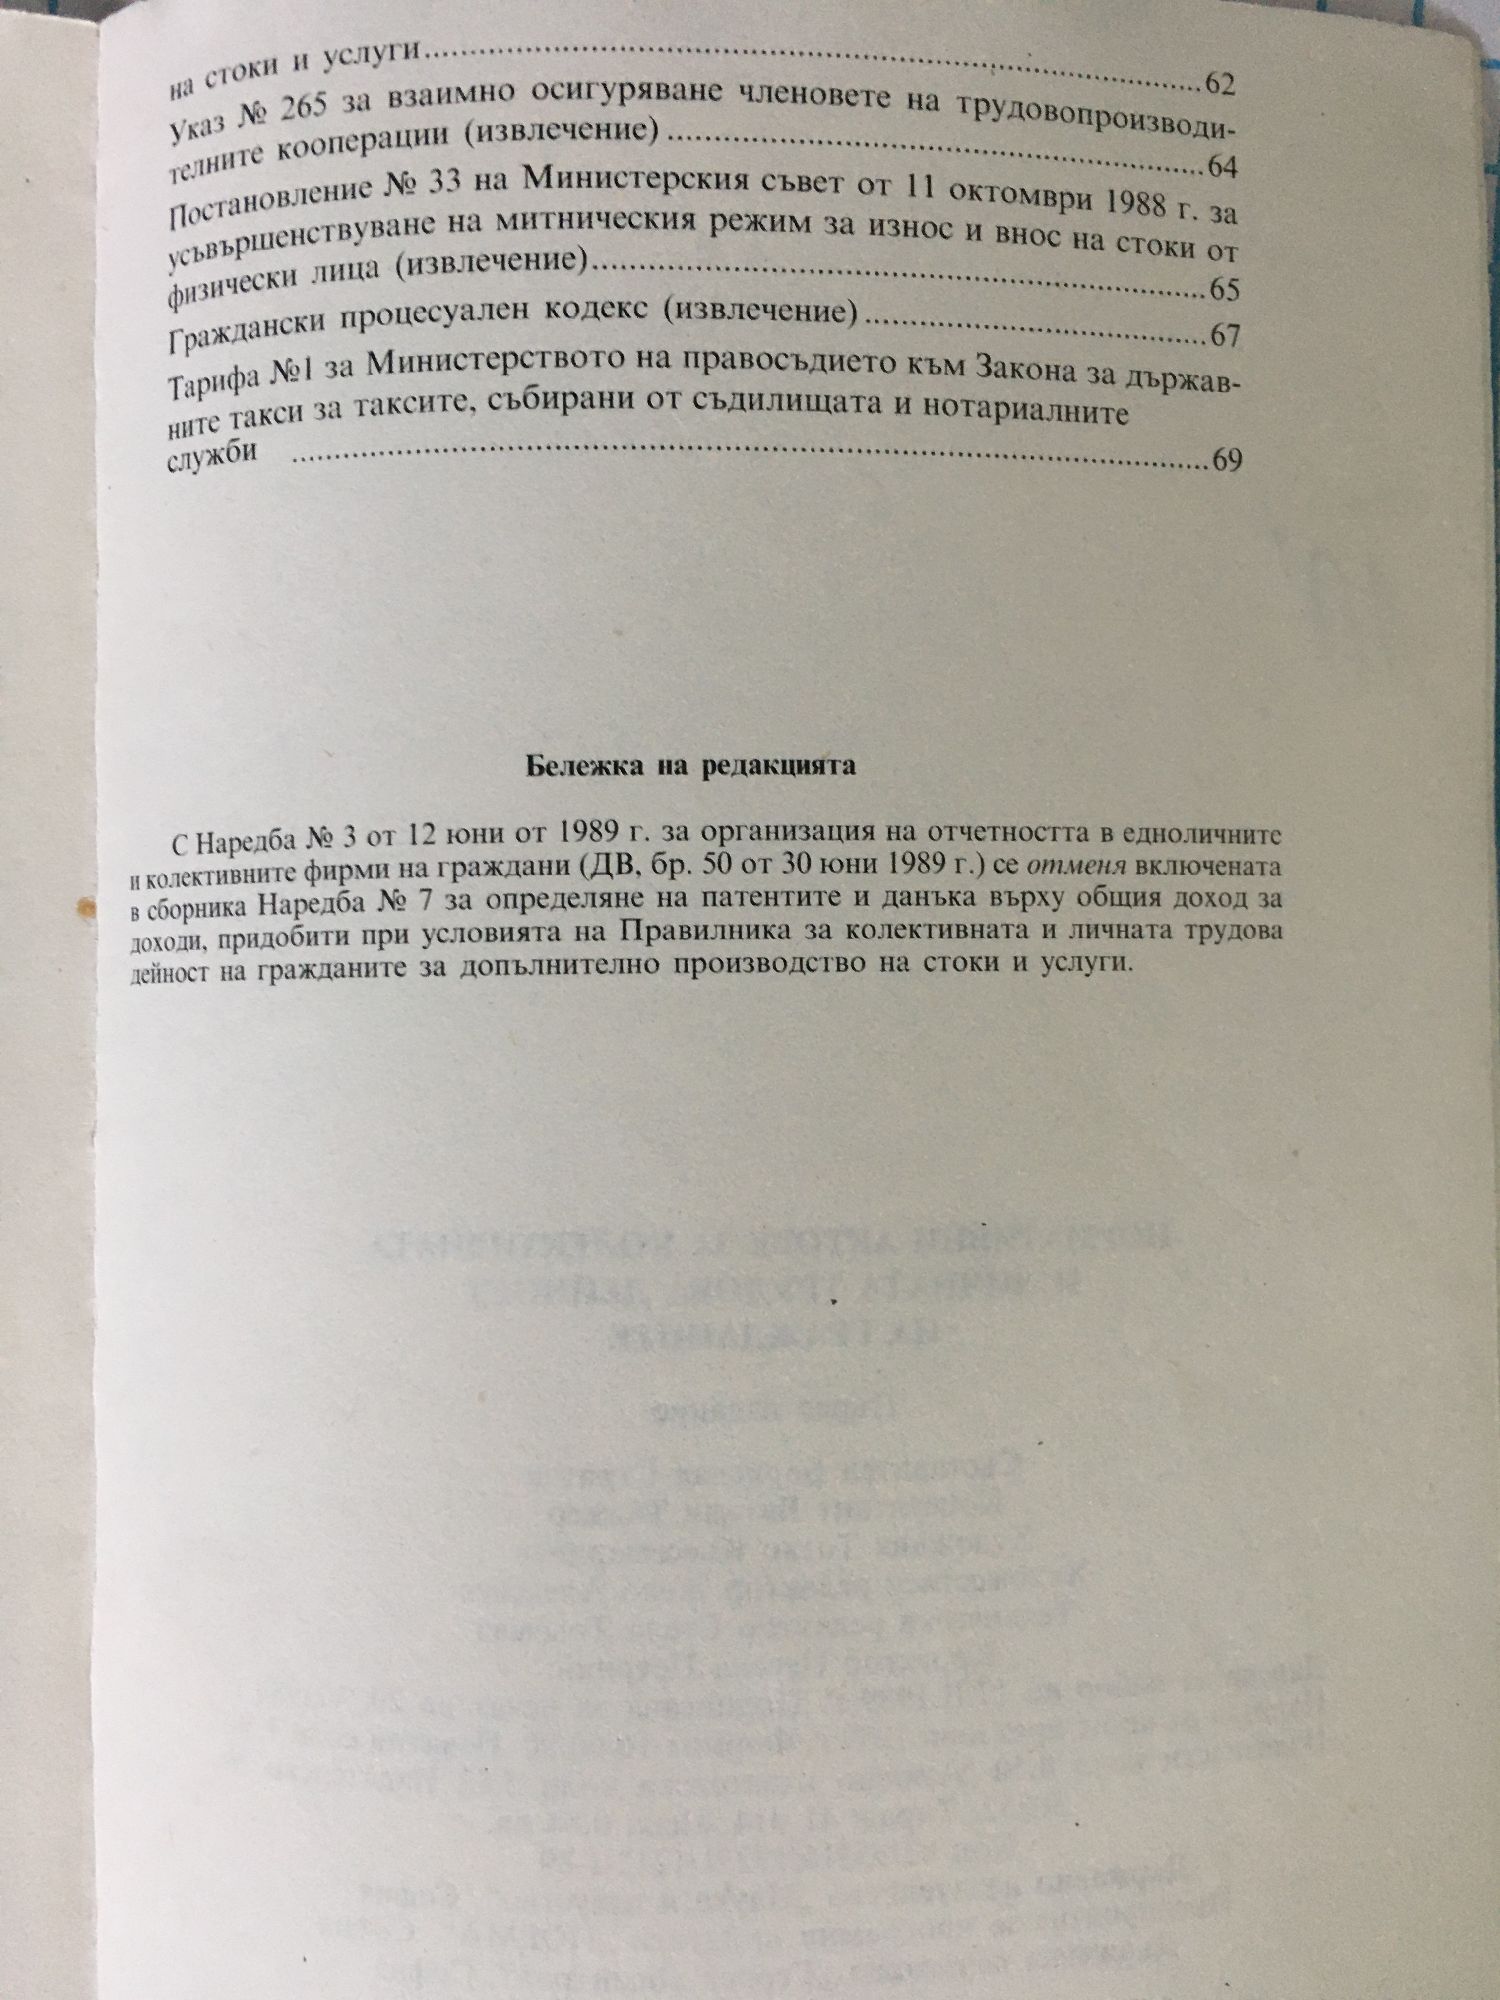 на стоки и услуги..........62
Указ № 265 за взаимно осигуряване членовете на трудовопроизводи-
телните кооперации (извлечение)..........64
Постановление № 33 на Министерския съвет от 11 октомври 1988 г. за
усъвършенствуване на митническия режим за износ и внос на стоки от
физически лица (извлечение)..........65
Граждански процесуален кодекс (извлечение)..........67
Тарифа №1 за Министерството на правосъдието към Закона за държав-
ните такси за таксите, събирани от съдилищата и нотариалните
служби ..........69
Бележка на редакцията
С Наредба № 3 от 12 юни от 1989 г. за организация на отчетността в едноличните
и колективните фирми на граждани (ДВ, бр. 50 от 30 юни 1989 г.) се отменя включената
в сборника Наредба № 7 за определяне на патентите и данъка върху общия доход за
доходи, придобити при условията на Правилника за колективната и личната трудова
дейност на гражданите за допълнително производство на стоки и услуги.